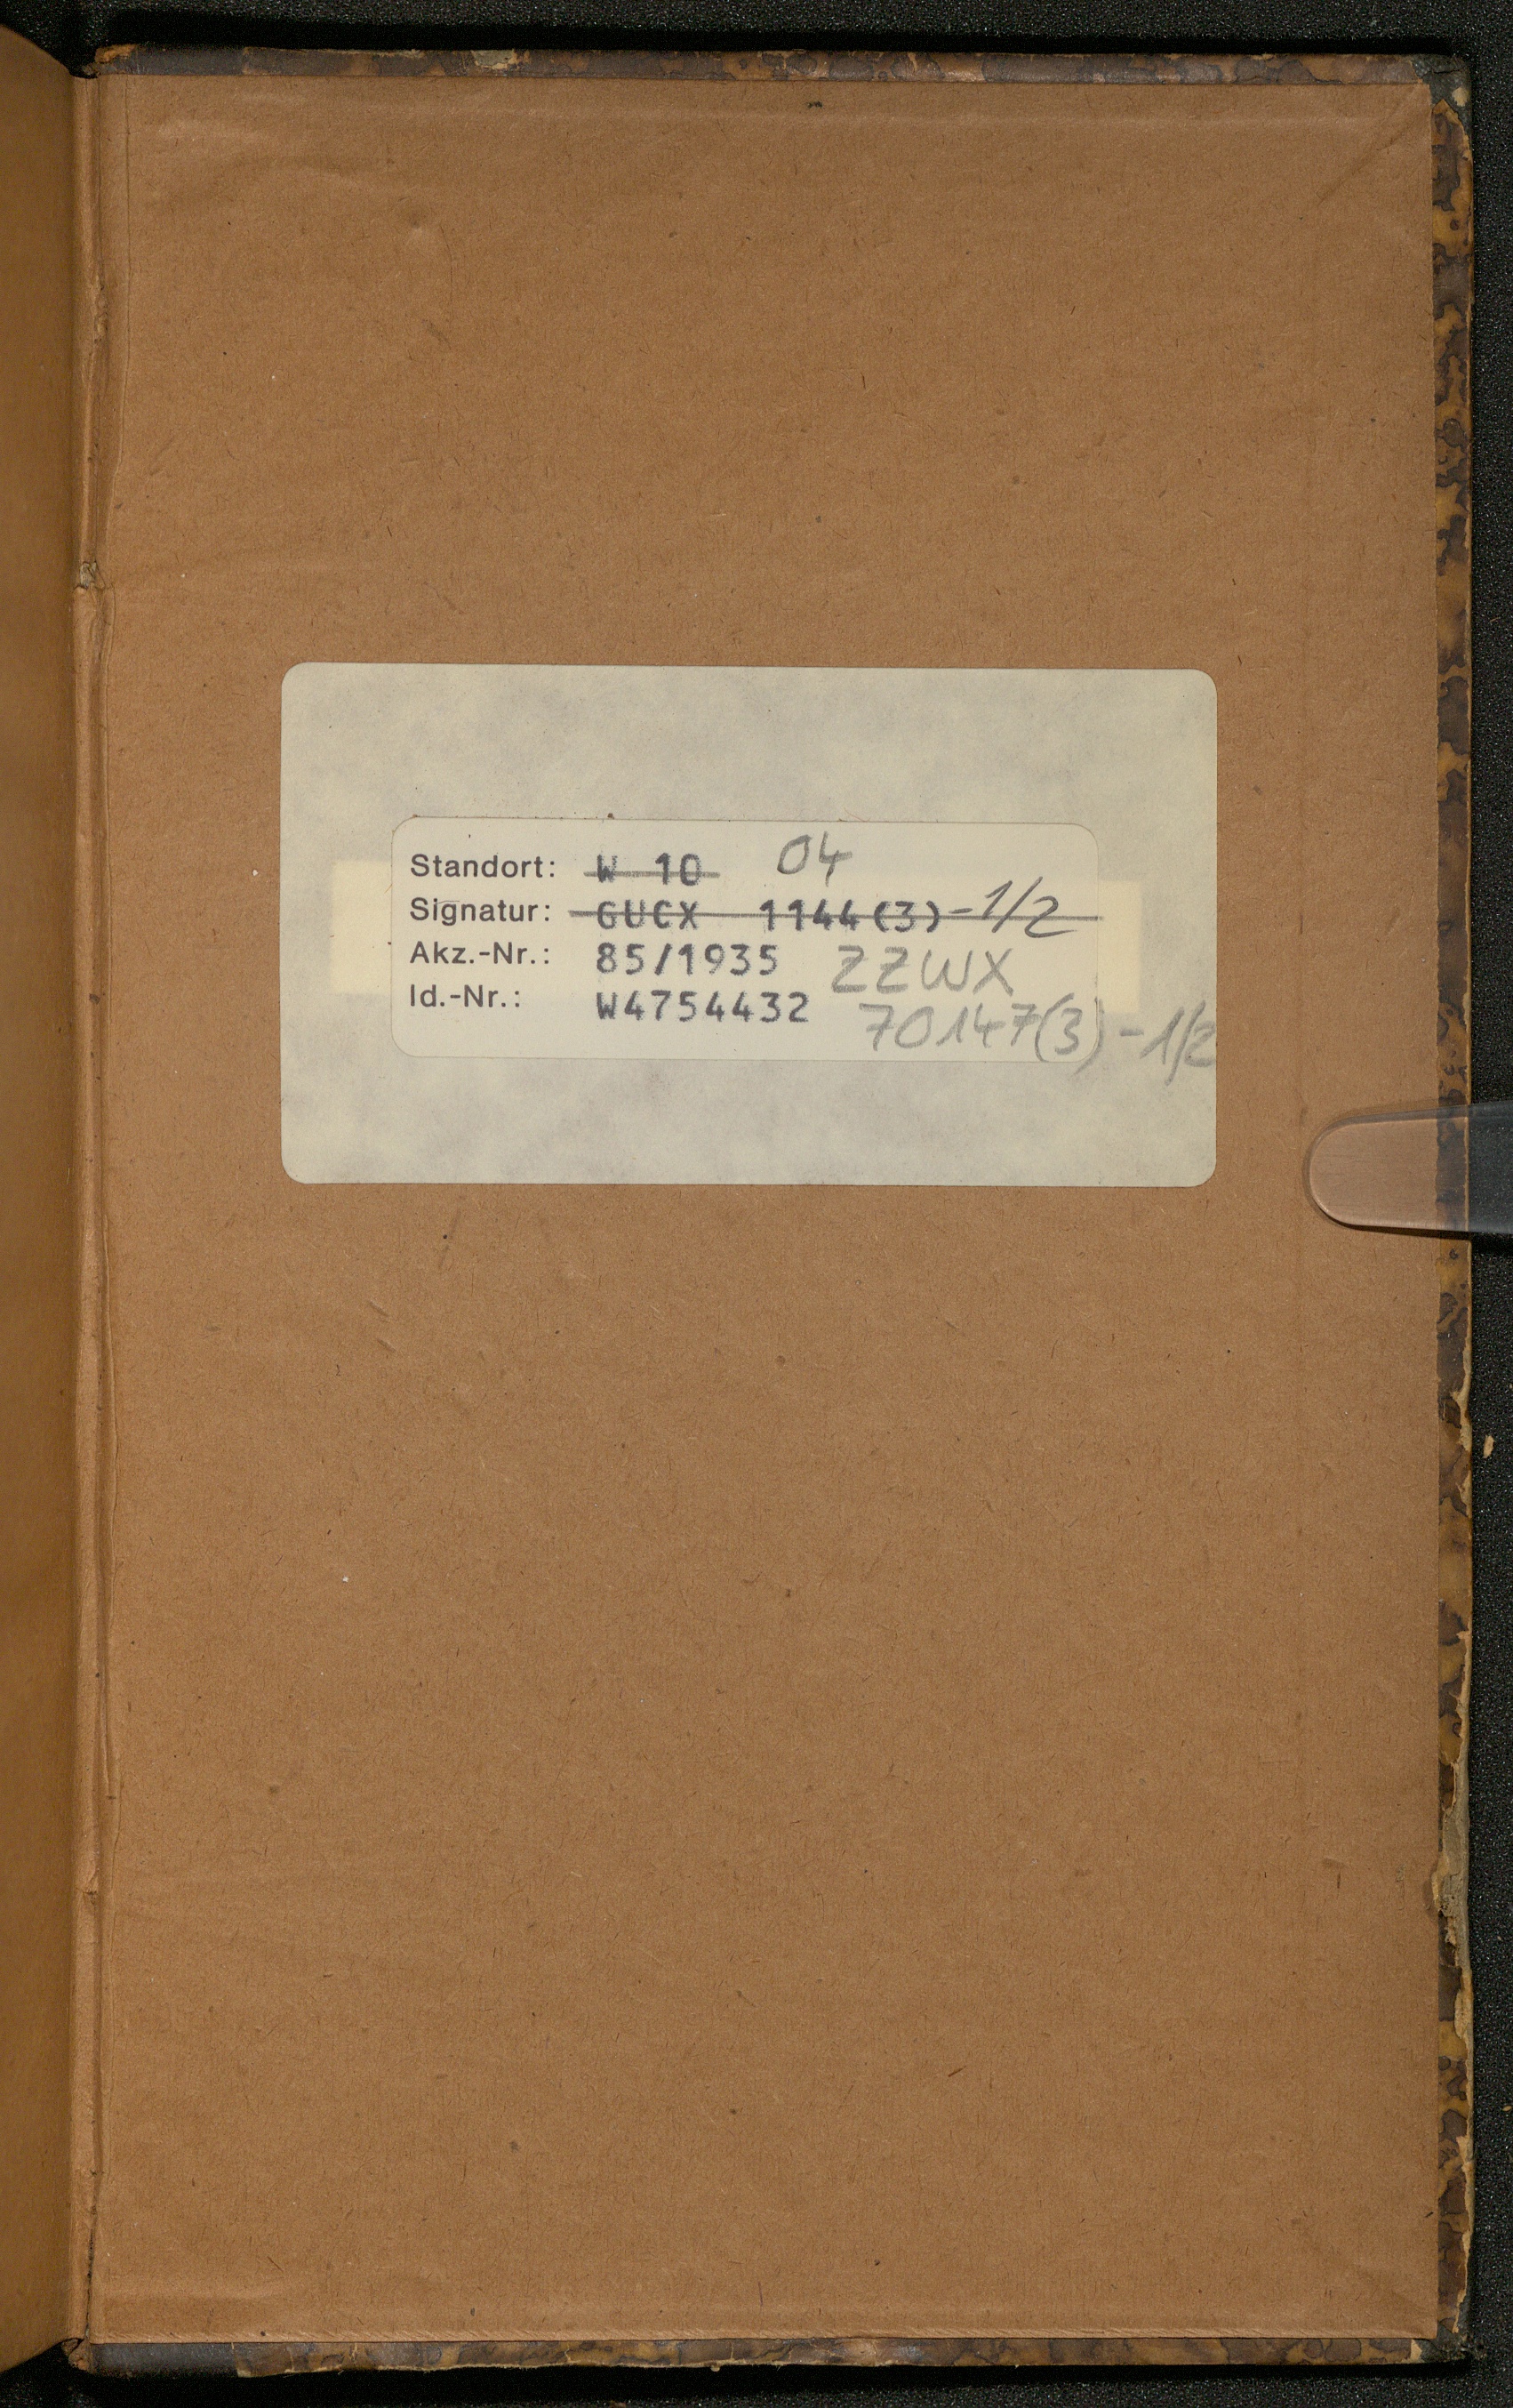 Standort: W 10 04
Signatur: GUCX 1144(3)-1/2
Akz.-Nr.: 85/1935 ZZWX
Id.-Nr.: W4754432 70147(3)-1/2